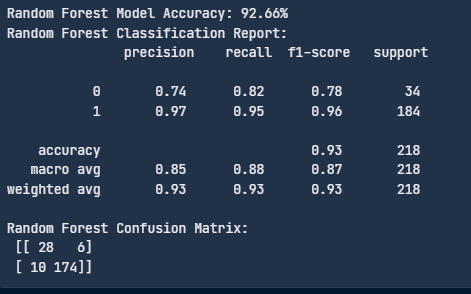 Random Forest Model Accuracy: 92.66%
Random Forest Classification Report:
              precision    recall  f1-score   support

           0       0.74      0.82      0.78        34
           1       0.97      0.95      0.96       184

    accuracy                           0.93       218
   macro avg       0.85      0.88      0.87       218
weighted avg       0.93      0.93      0.93       218

Random Forest Confusion Matrix:
 [[ 28   6]
 [ 10 174]]